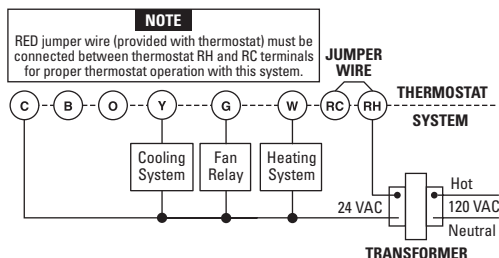 NOTE
RED jumper wire (provided with thermostat) must be
connected between thermostat RH and RC terminals
for proper thermostat operation with this system.
JUMPER
WIRE
C B O Y G W RC RH THERMOSTAT
SYSTEM
Cooling
System
Fan
Relay
Heating
System
Hot
24 VAC 120 VAC
Neutral
TRANSFORMER